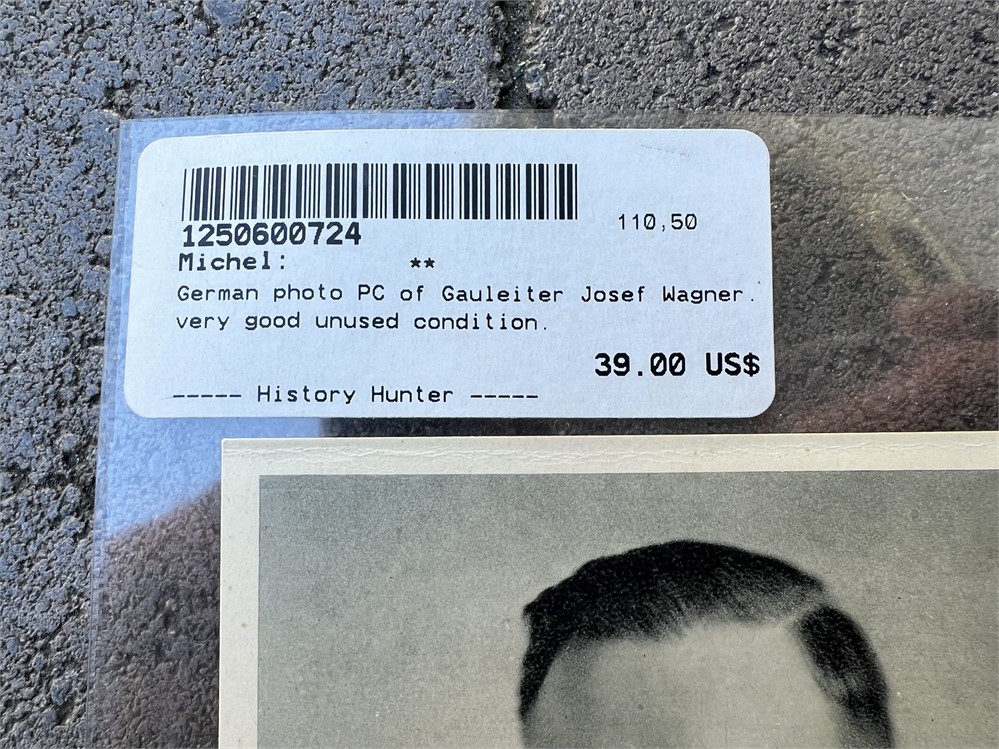 110,50
1250600724
Michel: **
German photo PC of Gauleiter Josef Wagner.
very good unused condition.
39.00 US$
----- History Hunter -----